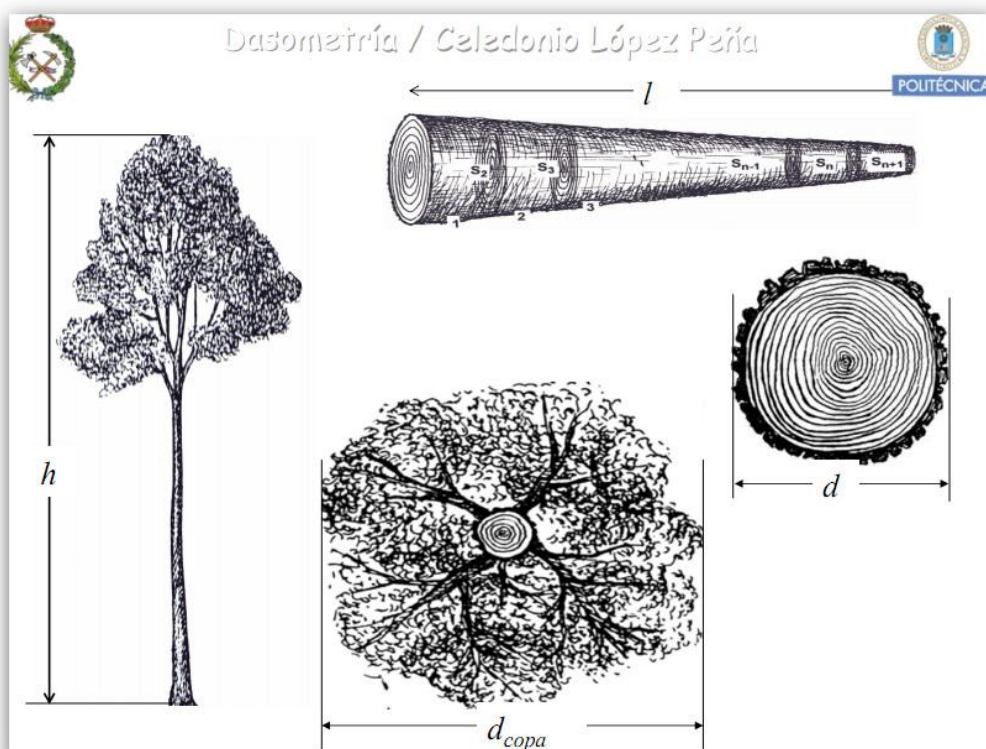 Dasometría / Celedonio López Peña
POLITÉCNICA
l
S2 S3 Sn-1 Sn Sn+1
1 2 3
h
d
dcopa